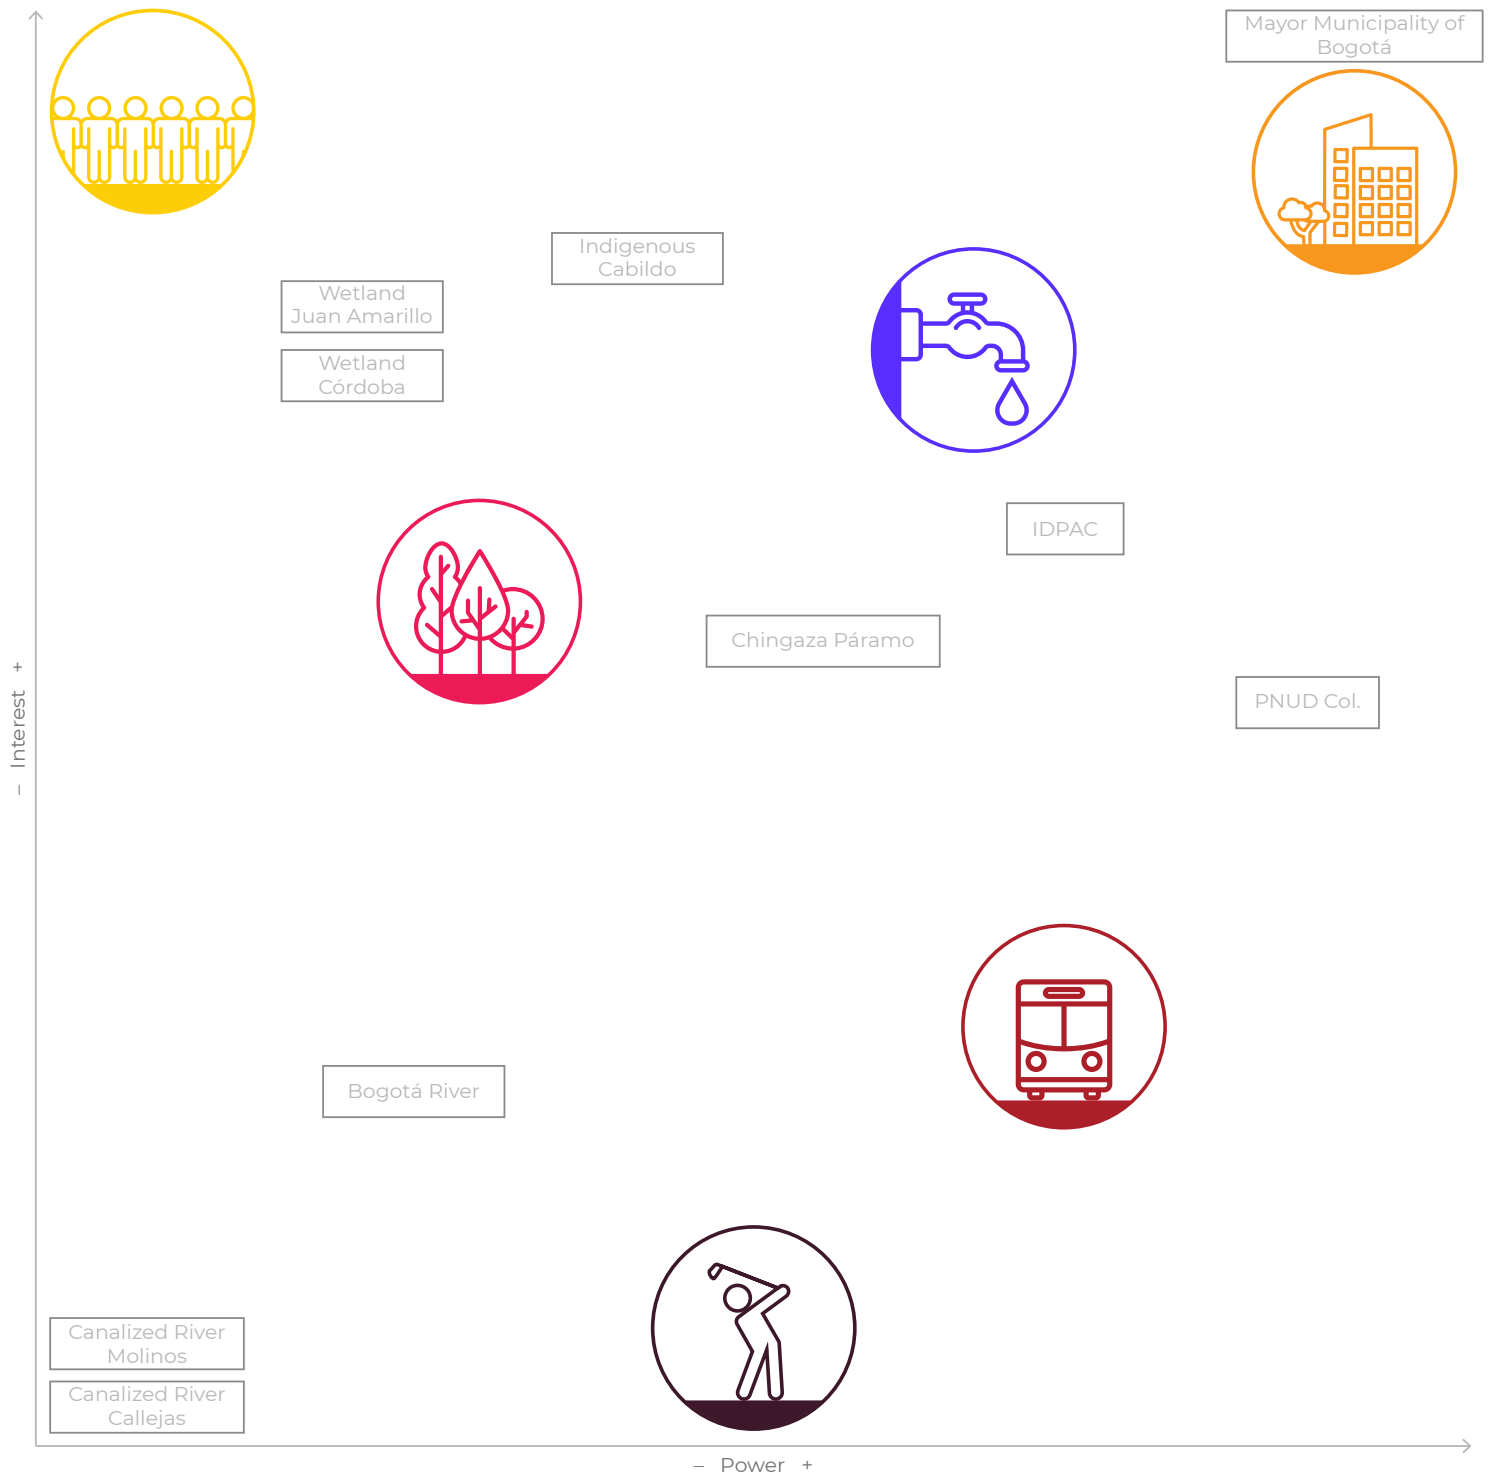 Mayor Municipality of
Bogotá
Indigenous
Cabildo
Wetland
Juan Amarillo
Wetland
Córdoba
IDPAC
Chingaza Páramo
PNUD Col.
– Interest +
Bogotá River
Canalized River
Molinos
Canalized River
Callejas
– Power +